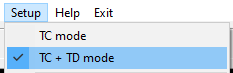 Setup Help Exit
TC mode
TC + TD mode